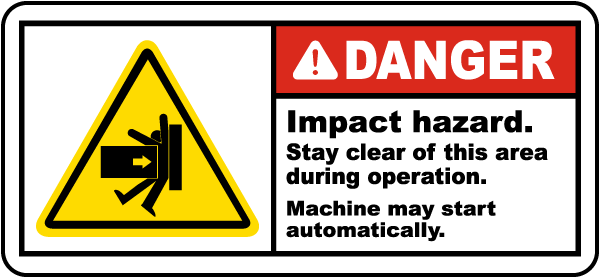 DANGER
Impact hazard.
Stay clear of this area
during operation.
Machine may start
automatically.